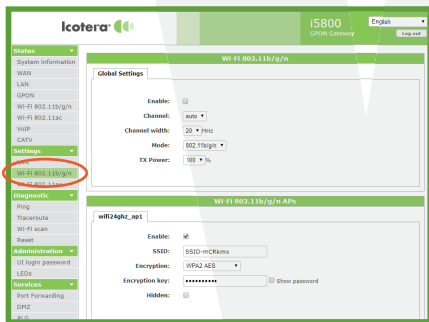 Icotera
i5800
GPON Gateway
English
Log out
Status
System information
WAN
LAN
GPON
Wi-Fi 802.11b/g/n
Wi-Fi 802.11ac
VoIP
CATV
Settings
Wi-Fi 802.11b/g/n
Wi-Fi 802.11ac
Diagnostic
Ping
Traceroute
Wi-Fi scan
Reset
Administration
UI login password
LEDs
Services
Port Forwarding
DMZ
ALG
Wi-Fi 802.11b/g/n
Global Settings
Enable:
Channel: auto
Channel width: 20 MHz
Mode: 802.11b/g/n
TX Power: 100 %
Wi-Fi 802.11b/g/n APs
wifi24ghz_ap1
Enable:
SSID: SSID-mCRkmx
Encryption: WPA2 AES
Encryption key: •••••••••• Show password
Hidden: